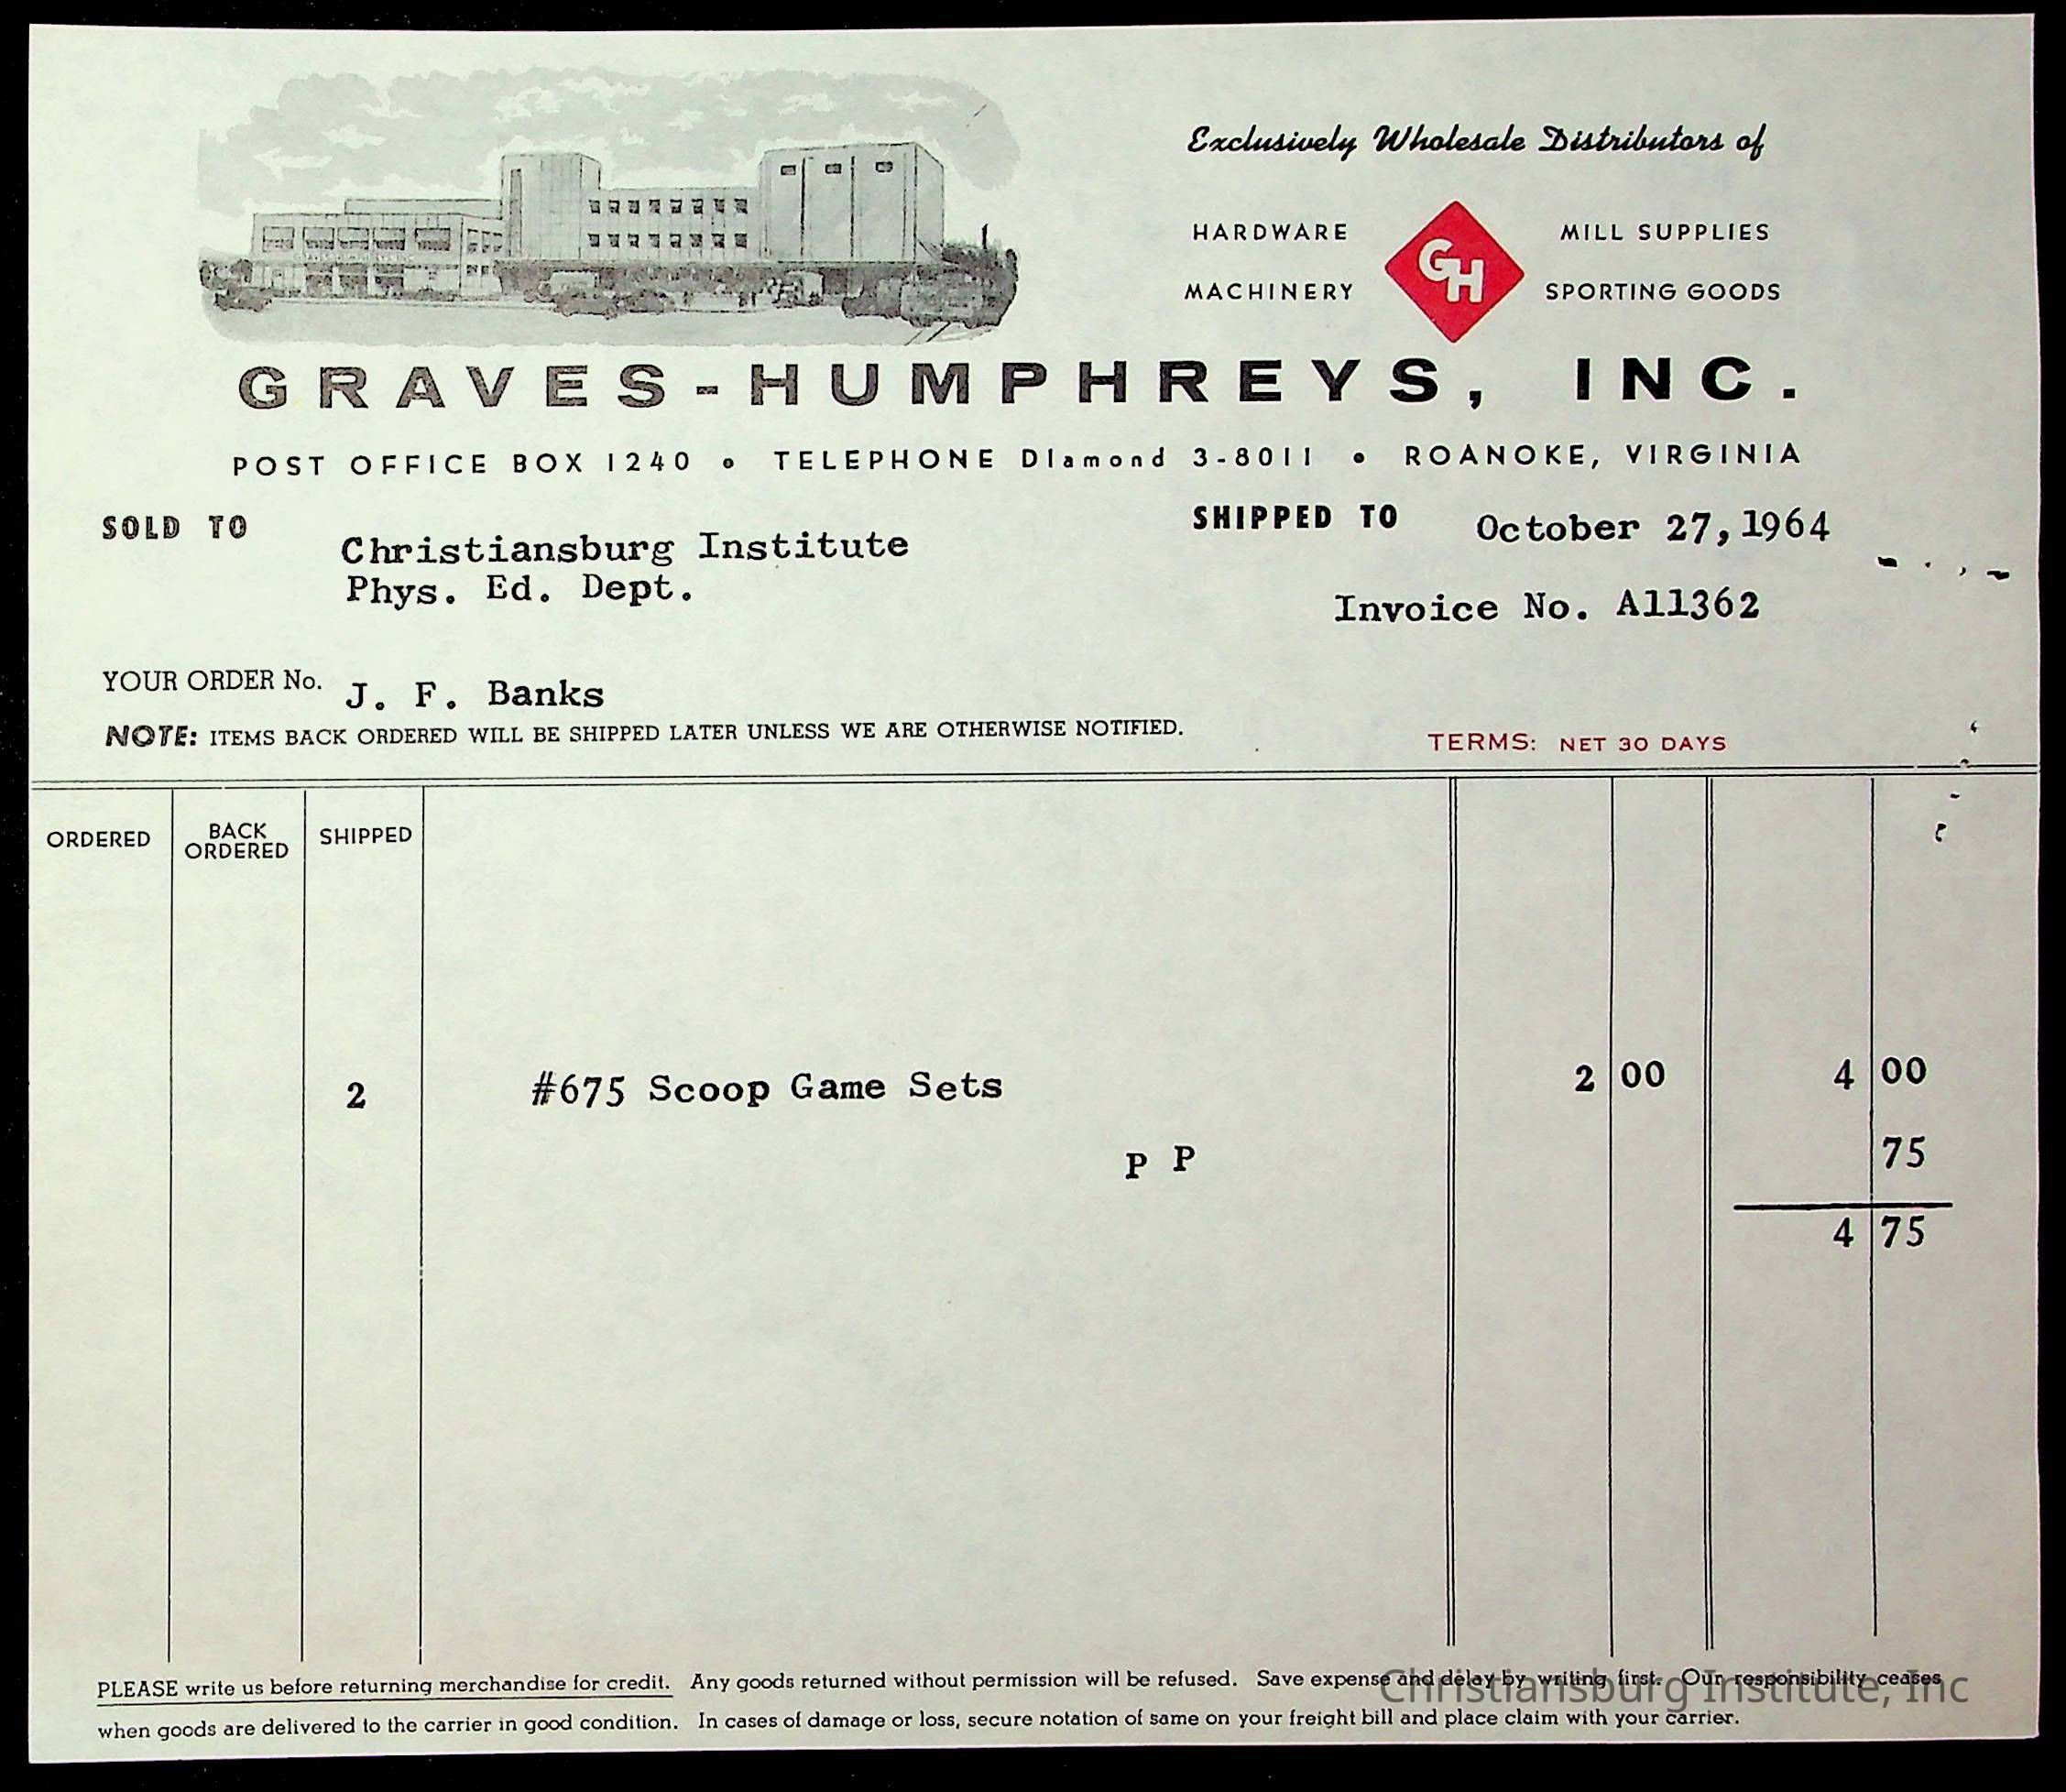 Exclusively Wholesale Distributors of
HARDWARE
MILL SUPPLIES
GH
MACHINERY
SPORTING GOODS
GRAVES-HUMPHREYS, INC.
POST OFFICE BOX 1240 • TELEPHONE DIamond 3-8011 • ROANOKE, VIRGINIA
SOLD TO
Christiansburg Institute
Phys. Ed. Dept.
SHIPPED TO
October 27,1964
Invoice No. A11362
YOUR ORDER No. J. F. Banks
NOTE: ITEMS BACK ORDERED WILL BE SHIPPED LATER UNLESS WE ARE OTHERWISE NOTIFIED.
TERMS: NET 30 DAYS
ORDERED
BACK
ORDERED
SHIPPED
2 #675 Scoop Game Sets 2 00 4 00
P P 75
4 75
PLEASE write us before returning merchandise for credit. Any goods returned without permission will be refused. Save expense and delay by writing first. Our responsibility ceases
when goods are delivered to the carrier in good condition. In cases of damage or loss, secure notation of same on your freight bill and place claim with your carrier.
Christiansburg Institute, Inc